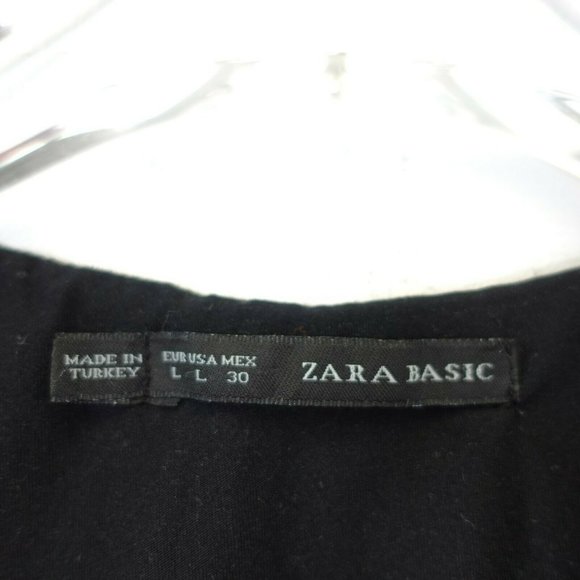 MADE IN
TURKEY
EUR USA MEX
L L 30
ZARA BASIC